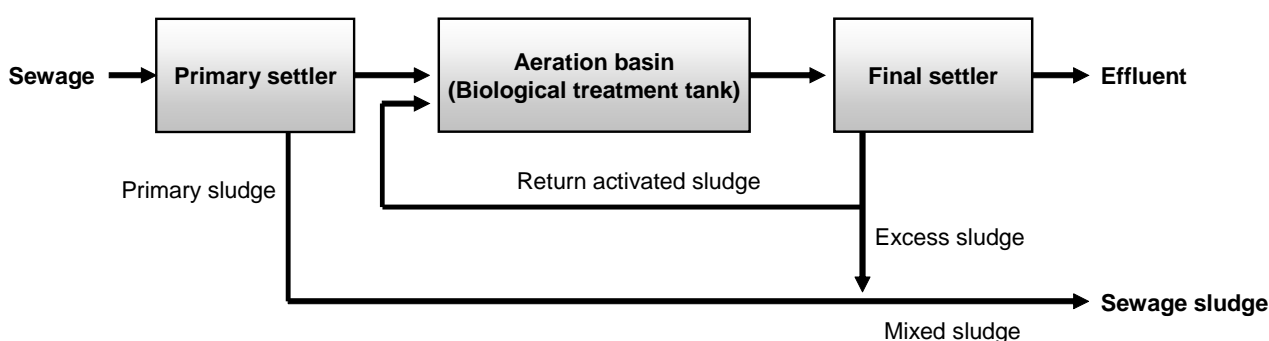 Sewage
Primary settler
Aeration basin
(Biological treatment tank)
Final settler
Effluent
Primary sludge
Return activated sludge
Excess sludge
Sewage sludge
Mixed sludge